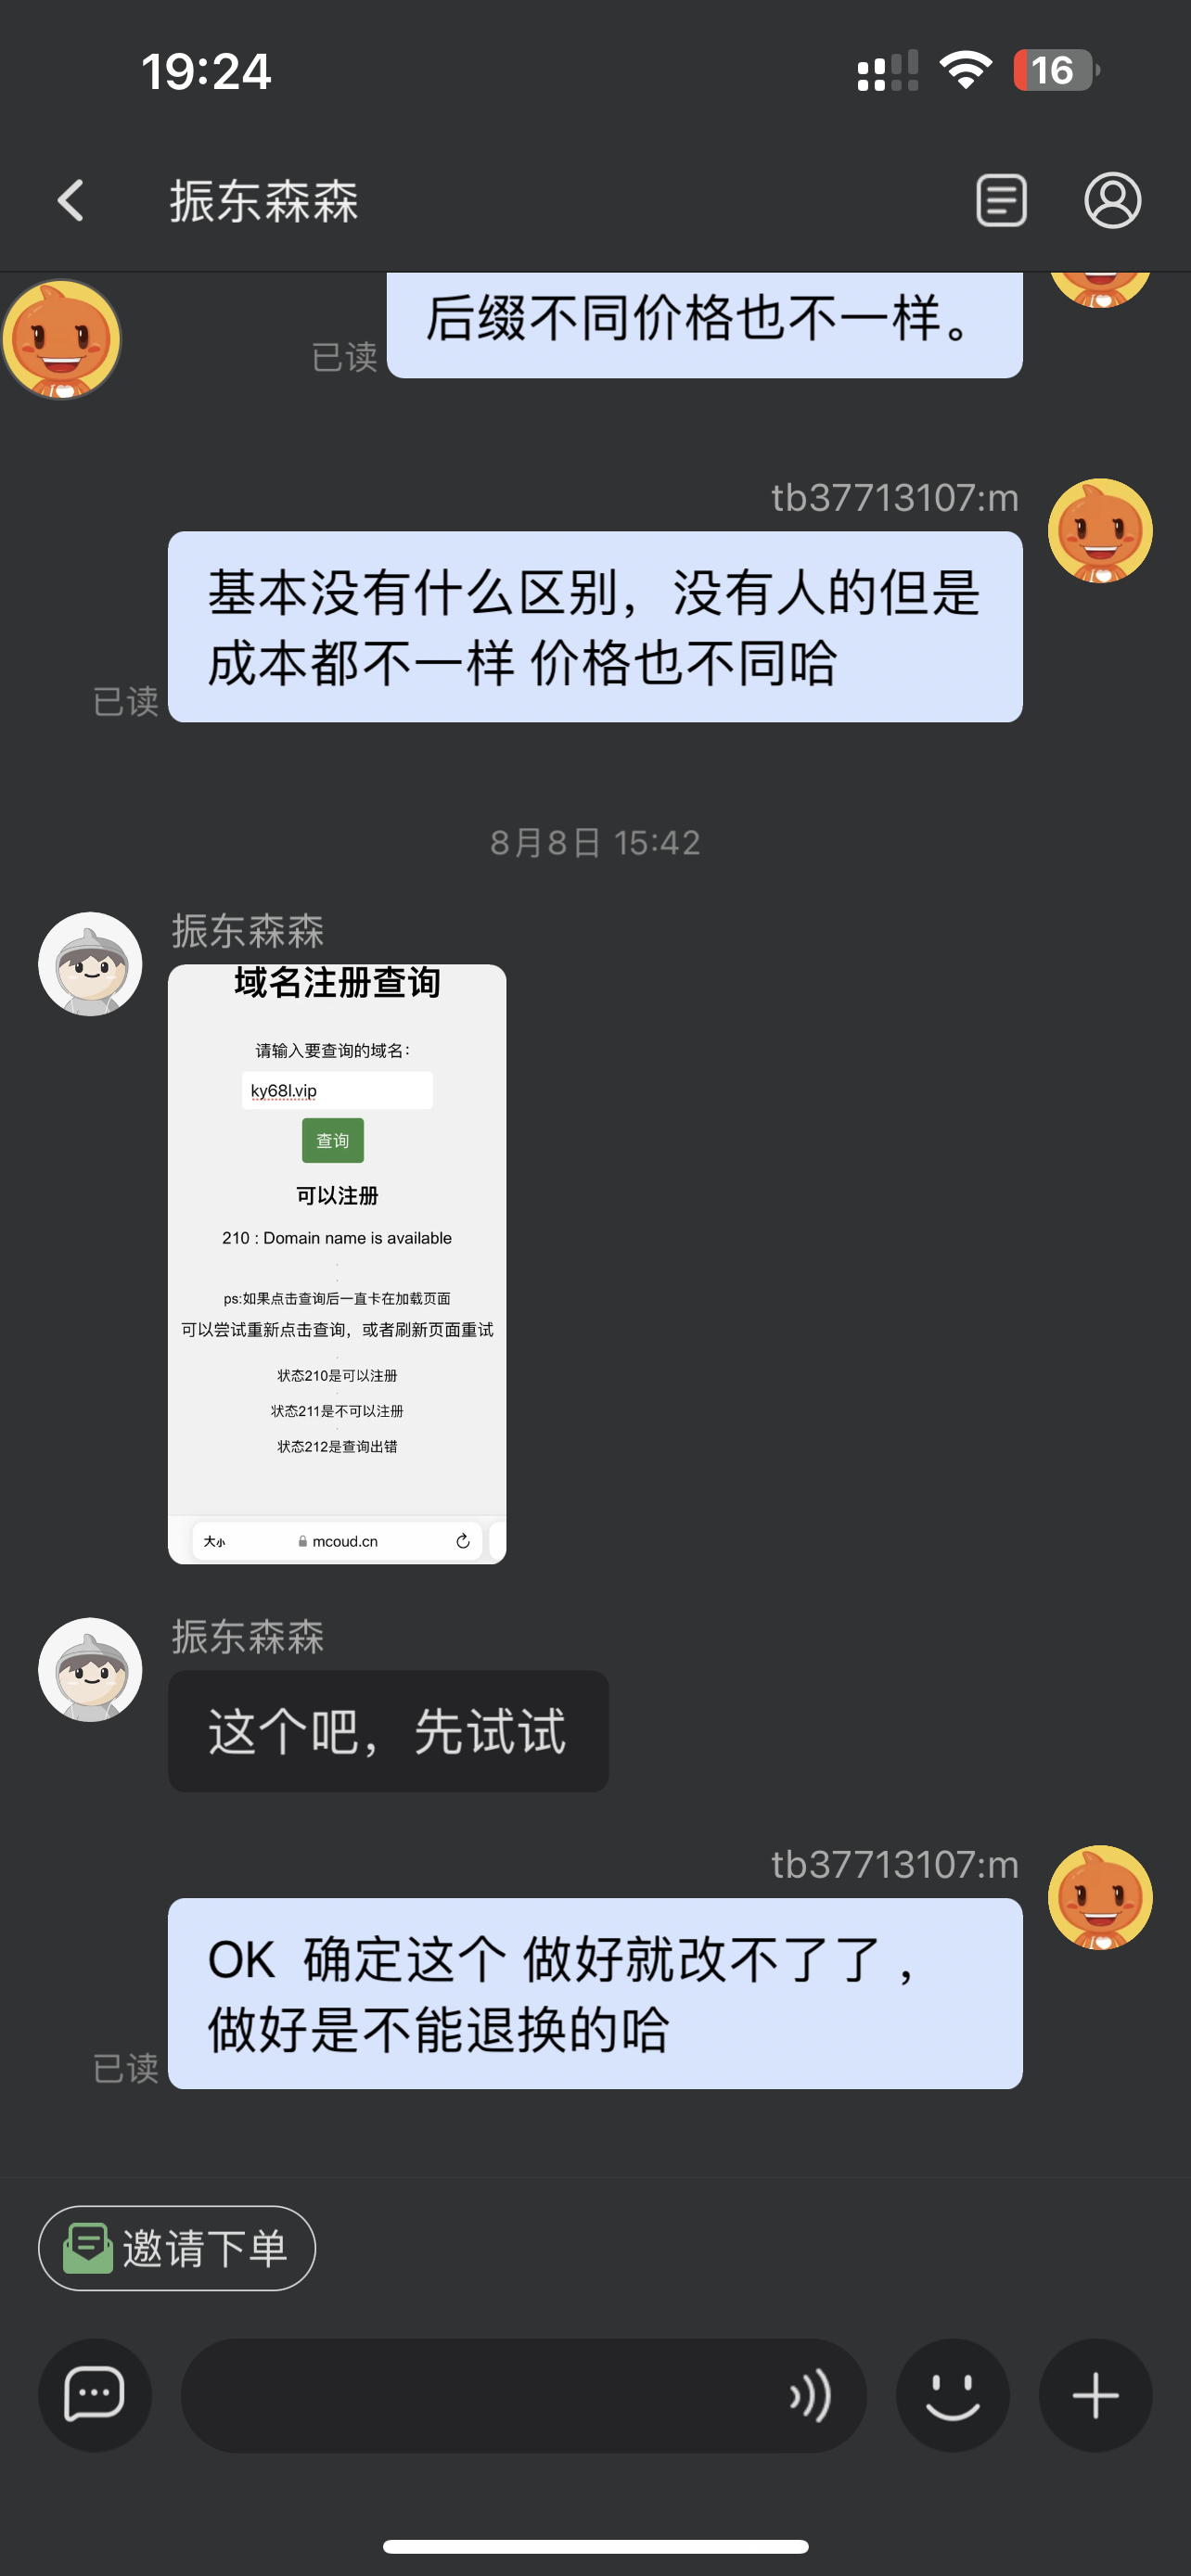 19:24
16
振东森森
后缀不同价格也不一样。
已读
tb37713107:m
基本没有什么区别，没有人的但是
成本都不一样 价格也不同哈
已读
8月8日 15:42
振东森森
域名注册查询
请输入要查询的域名：
ky68l.vip
查询
可以注册
210 : Domain name is available
ps:如果点击查询后一直卡在加载页面
可以尝试重新点击查询，或者刷新页面重试
状态210是可以注册
状态211是不可以注册
状态212是查询出错
大小 mcoud.cn
振东森森
这个吧，先试试
tb37713107:m
OK 确定这个 做好就改不了了，
做好是不能退换的哈
已读
邀请下单